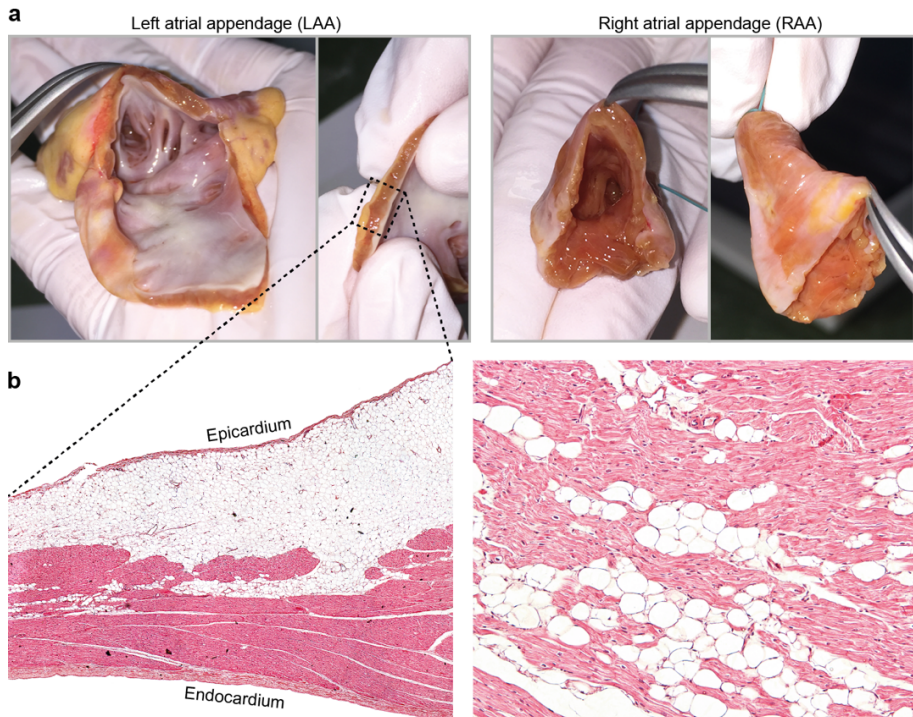 a
Left atrial appendage (LAA)
Right atrial appendage (RAA)
b
Epicardium
Endocardium